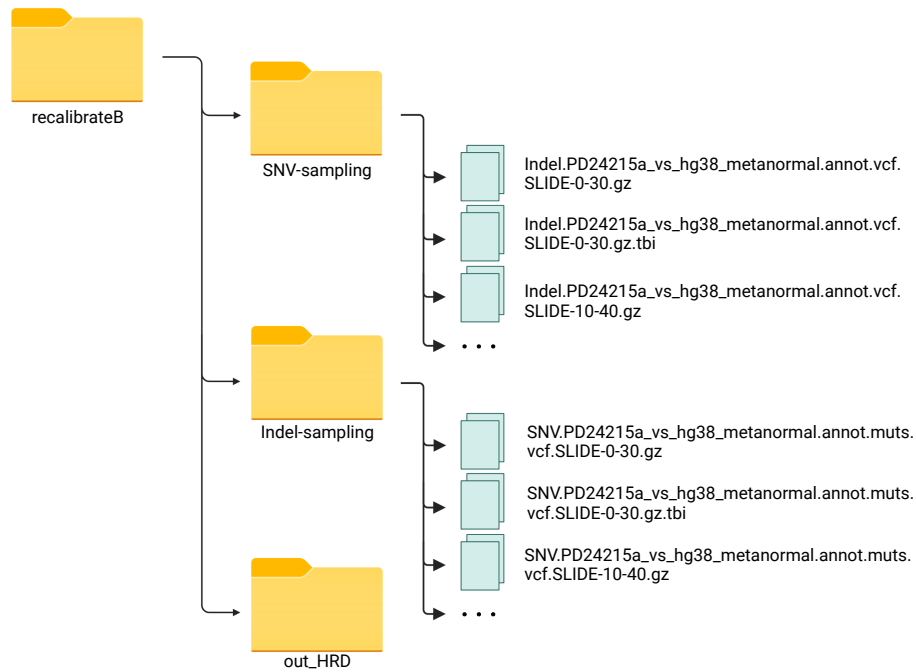 recalibrateB
SNV-sampling
Indel.PD24215a_vs_hg38_metanormal.annot.vcf.
SLIDE-0-30.gz
Indel.PD24215a_vs_hg38_metanormal.annot.vcf.
SLIDE-0-30.gz.tbi
Indel.PD24215a_vs_hg38_metanormal.annot.vcf.
SLIDE-10-40.gz
...
Indel-sampling
SNV.PD24215a_vs_hg38_metanormal.annot.muts.
vcf.SLIDE-0-30.gz
SNV.PD24215a_vs_hg38_metanormal.annot.muts.
vcf.SLIDE-0-30.gz.tbi
SNV.PD24215a_vs_hg38_metanormal.annot.muts.
vcf.SLIDE-10-40.gz
...
out_HRD